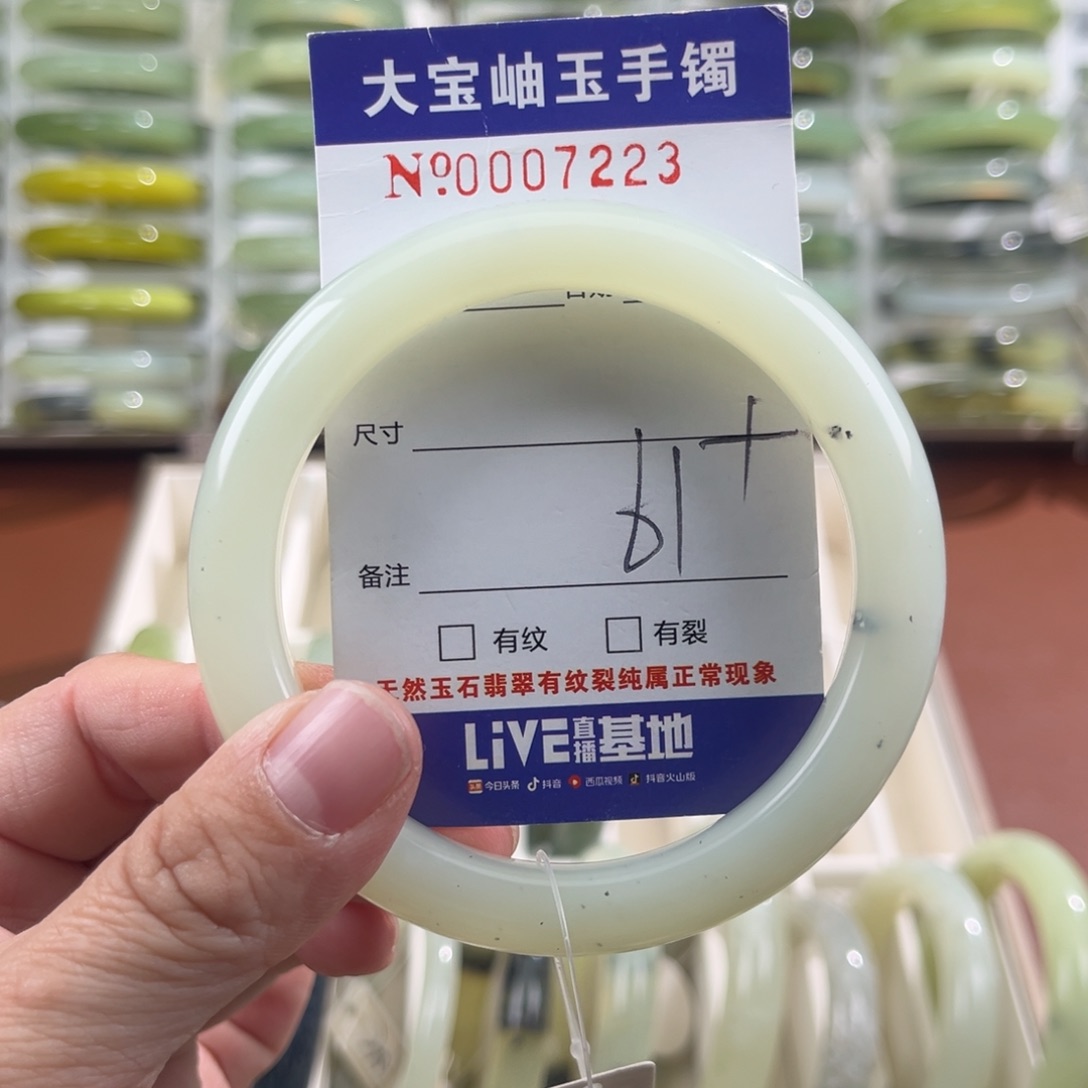 大宝岫玉手镯
Nº0007223
尺寸
61+
备注
有纹 有裂
天然玉石翡翠有纹裂纯属正常现象
LiVE直播基地
今日头条 抖音 西瓜视频 抖音火山版